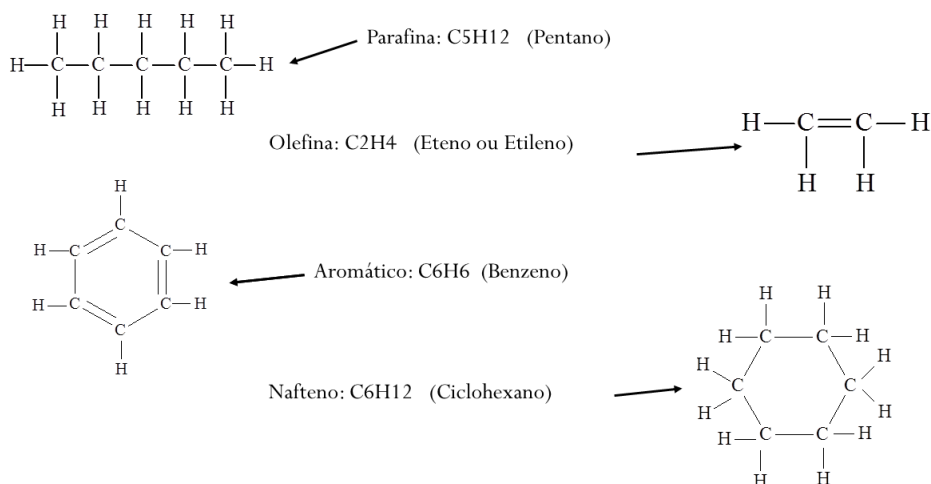 H H H H H
H C C C C C H
H H H H H
Parafina: C5H12 (Pentano)
Olefina: C2H4 (Eteno ou Etileno)
H C C H
H H
H
C
H C C H
H C C H
C
H
Aromático: C6H6 (Benzeno)
Nafteno: C6H12 (Ciclohexano)
H H
H C C H
H H
C C
H H
H C C H
H H